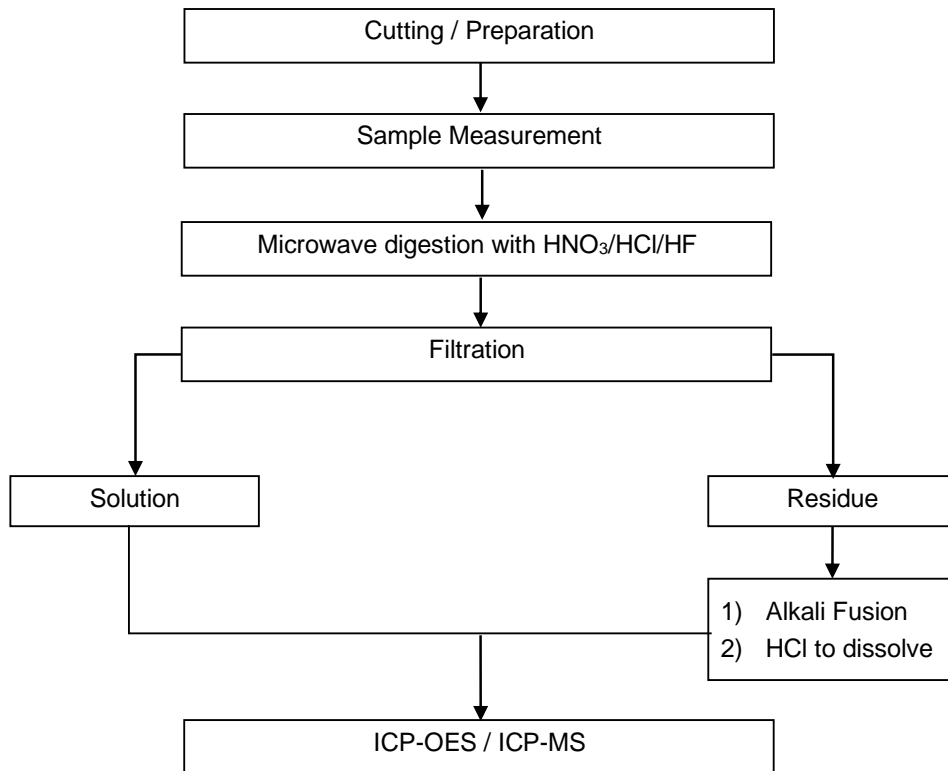 Cutting / Preparation
Sample Measurement
Microwave digestion with HNO₃/HCl/HF
Filtration
Solution
Residue
1) Alkali Fusion
2) HCl to dissolve
ICP-OES / ICP-MS